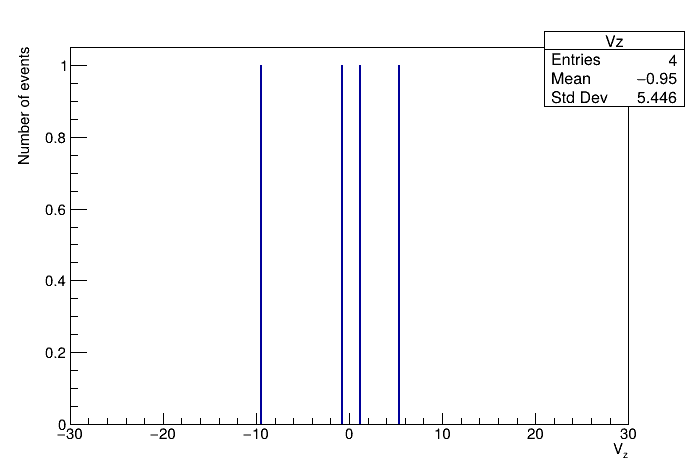 Vz
Entries 4
Mean −0.95
Std Dev 5.446
Number of events
1
0.8
0.6
0.4
0.2
0
−30 −20 −10 0 10 20 30
Vz